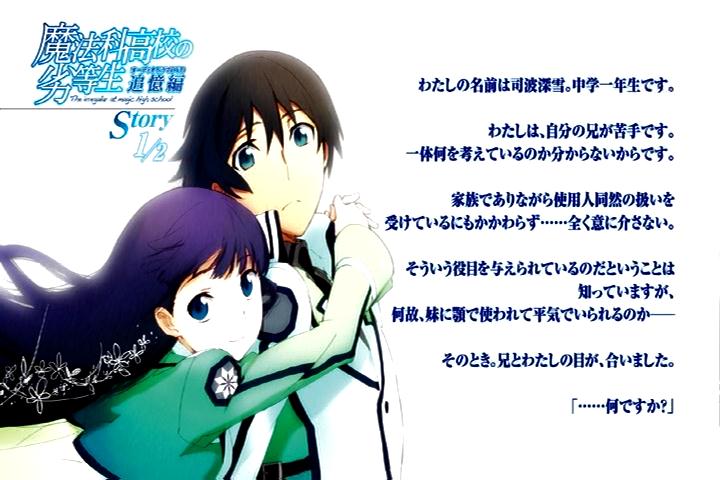 魔法科高校の
劣等生
追憶編
The irregular at magic high school
Story
1/2
わたしの名前は司波深雪。中学一年生です。
わたしは、自分の兄が苦手です。
一体何を考えているのか分からないからです。
家族でありながら使用人同然の扱いを
受けているにもかかわらず……全く意に介さない。
そういう役目を与えられているのだということは
知っていますが、
何故、妹に顎で使われて平気でいられるのか──
そのとき。兄とわたしの目が、合いました。
「……何ですか?」